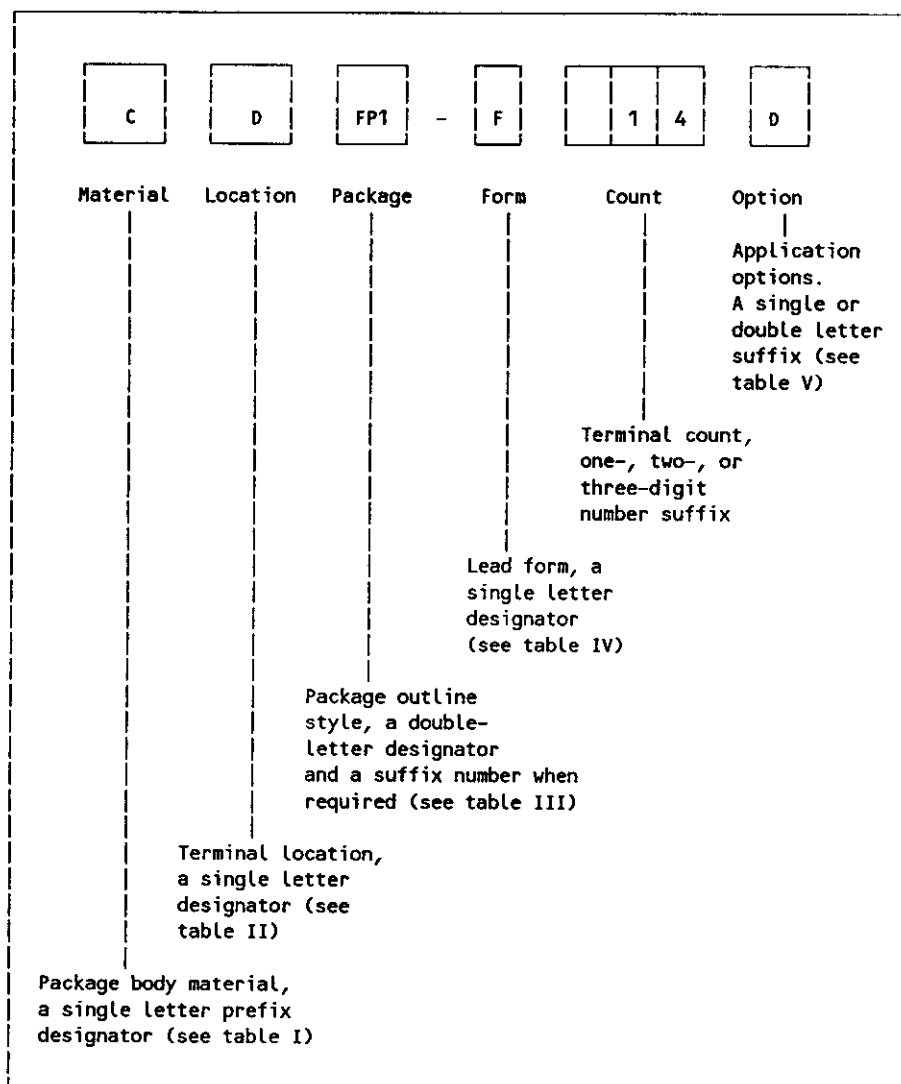 C D FP1 - F 1 4 D
Material Location Package Form Count Option
Application
options.
A single or
double letter
suffix (see
table V)
Terminal count,
one-, two-, or
three-digit
number suffix
Lead form, a
single letter
designator
(see table IV)
Package outline
style, a double-
letter designator
and a suffix number when
required (see table III)
Terminal location,
a single letter
designator (see
table II)
Package body material,
a single letter prefix
designator (see table I)